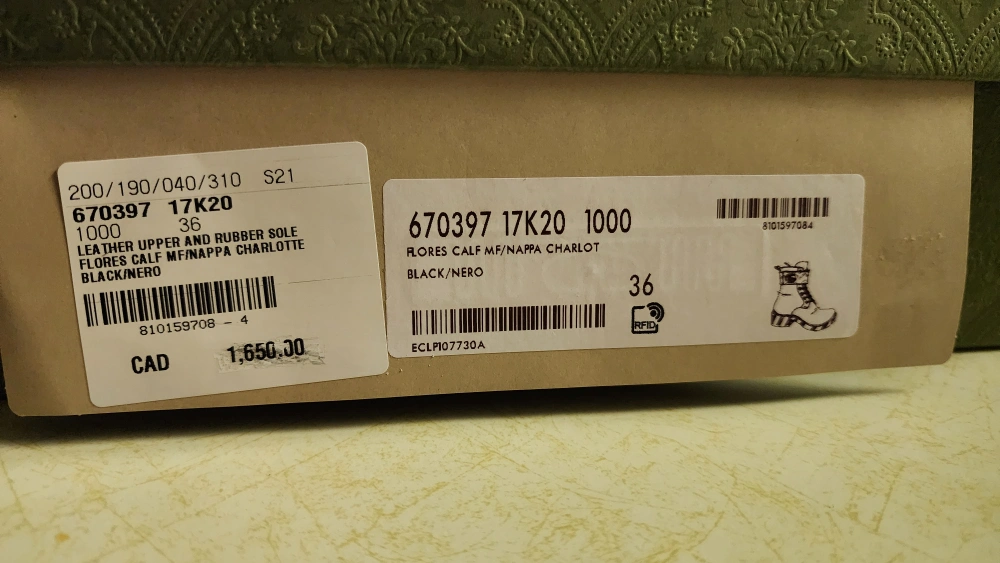 200/190/040/310 S21
670397 17K20
1000 36
LEATHER UPPER AND RUBBER SOLE
FLORES CALF MF/NAPPA CHARLOTTE
BLACK/NERO
810159708 - 4
CAD 1,650.00
670397 17K20 1000
8101597084
FLORES CALF MF/NAPPA CHARLOT
BLACK/NERO
36
RFID
ECLP107730A